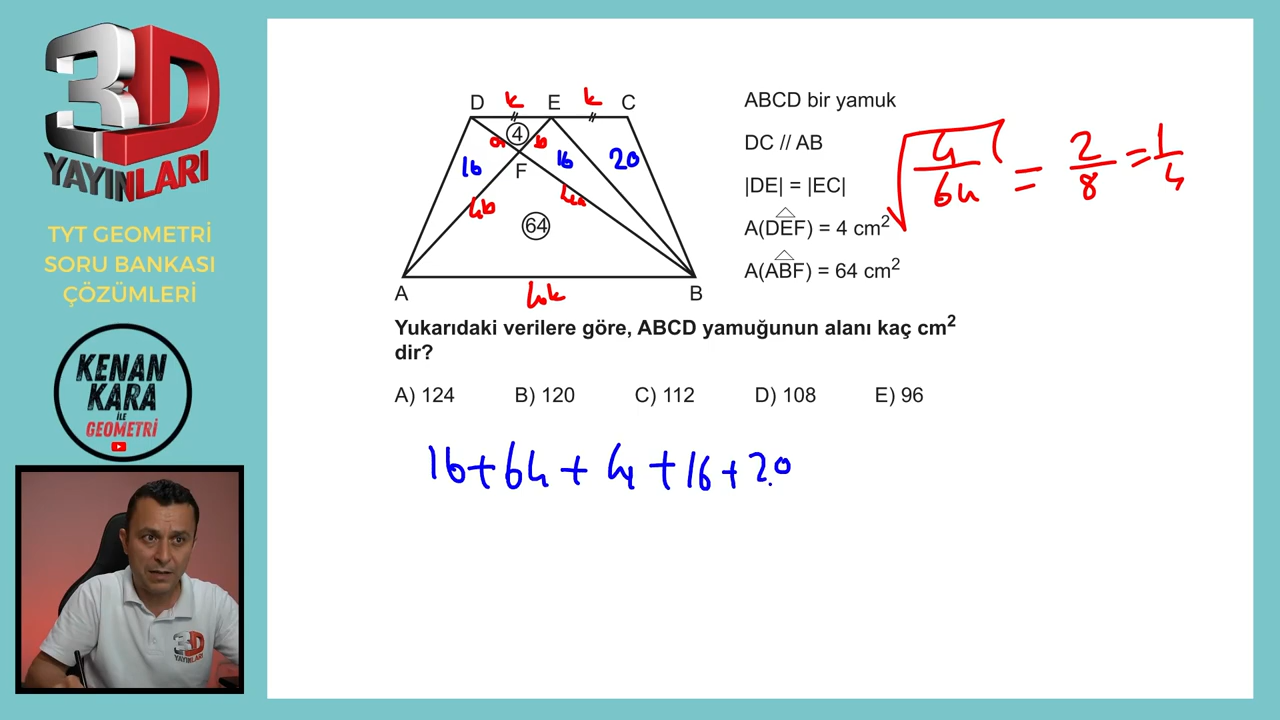 3D
YAYINLARI
TYT GEOMETRİ
SORU BANKASI
ÇÖZÜMLERİ
KENAN
KARA
İLE
GEOMETRİ
3D
YAYINLARI
D k E k C
a 4 b
16 16 20
F
4b 4a
64
A 4k B
ABCD bir yamuk
DC // AB
|DE| = |EC|
A(DEF) = 4 cm²
A(ABF) = 64 cm²
√4/64 = 2/8 = 1/4
Yukarıdaki verilere göre, ABCD yamuğunun alanı kaç cm²
dir?
A) 124 B) 120 C) 112 D) 108 E) 96
16+64+4+16+20